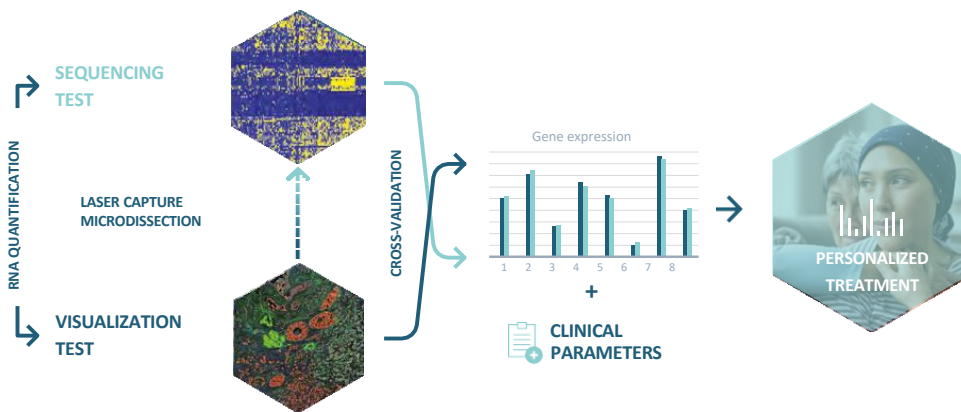 RNA QUANTIFICATION
SEQUENCING
TEST
LASER CAPTURE
MICRODISSECTION
VISUALIZATION
TEST
CROSS-VALIDATION
Gene expression
1 2 3 4 5 6 7 8
+
CLINICAL
PARAMETERS
PERSONALIZED
TREATMENT